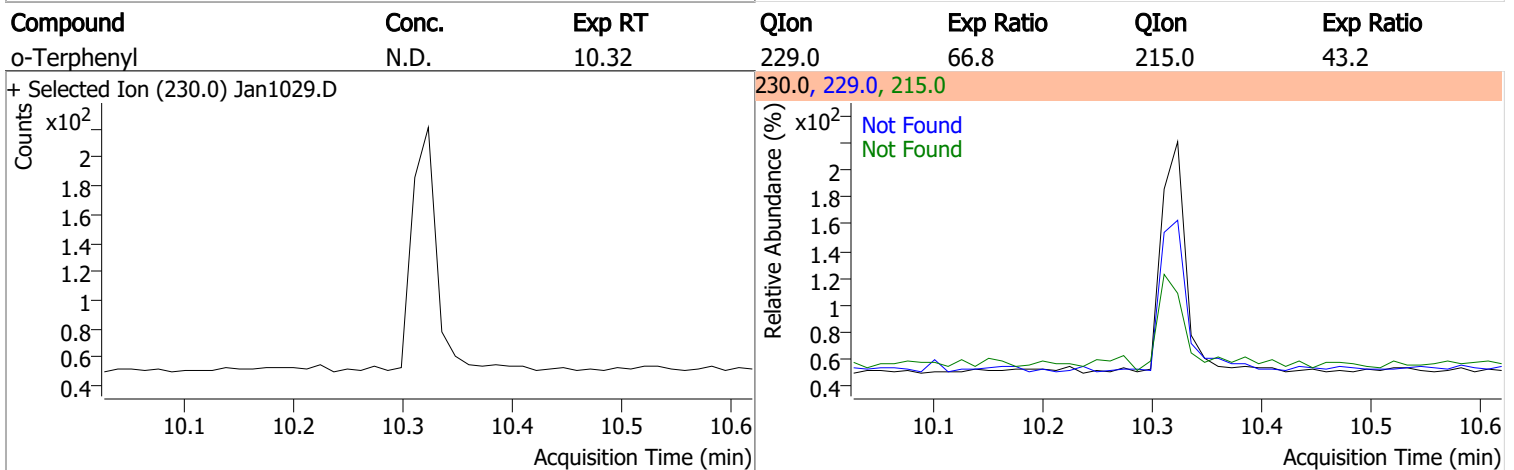 Compound Conc. Exp RT QIon Exp Ratio QIon Exp Ratio
o-Terphenyl N.D. 10.32 229.0 66.8 215.0 43.2
+ Selected Ion (230.0) Jan1029.D
Counts
x10²
2
1.8
1.6
1.4
1.2
1
0.8
0.6
0.4
10.1 10.2 10.3 10.4 10.5 10.6
Acquisition Time (min)
230.0, 229.0, 215.0
Relative Abundance (%)
x10²
Not Found
Not Found
2
1.8
1.6
1.4
1.2
1
0.8
0.6
0.4
10.1 10.2 10.3 10.4 10.5 10.6
Acquisition Time (min)